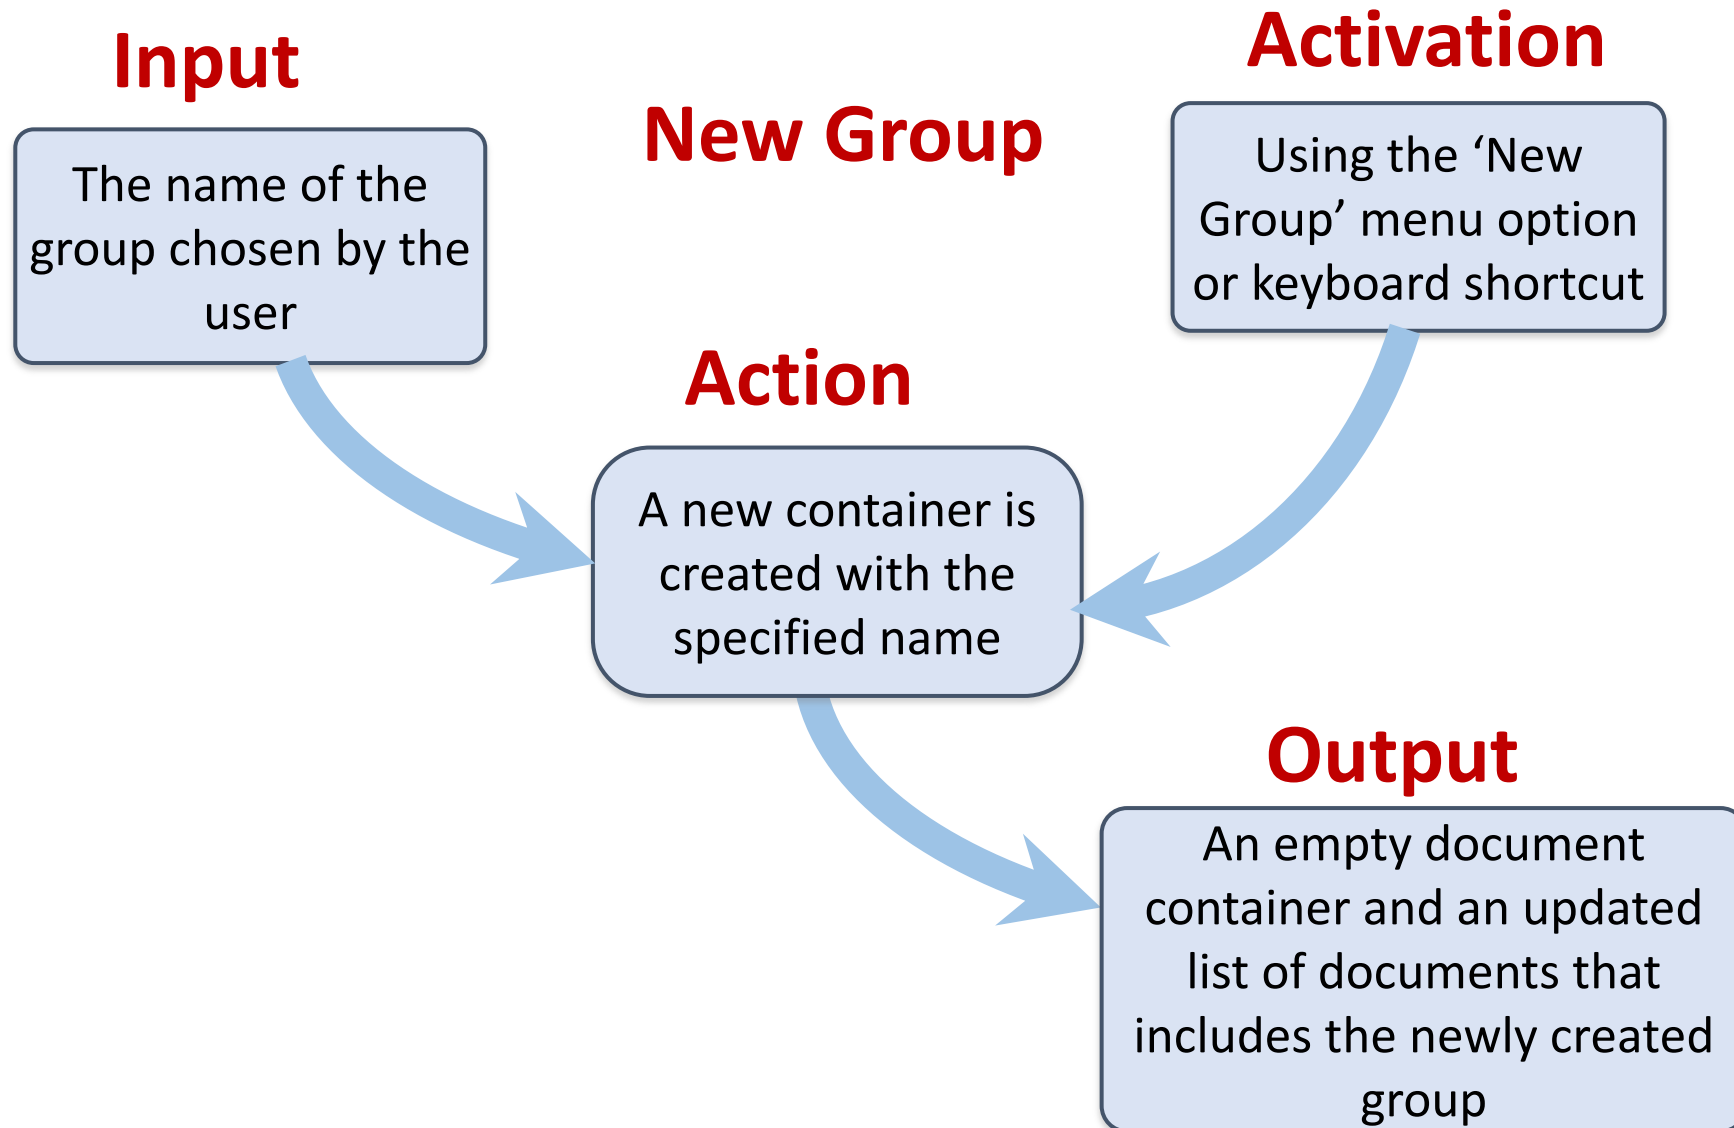 Input
The name of the
group chosen by the
user
New Group
Activation
Using the ‘New
Group’ menu option
or keyboard shortcut
Action
A new container is
created with the
specified name
Output
An empty document
container and an updated
list of documents that
includes the newly created
group